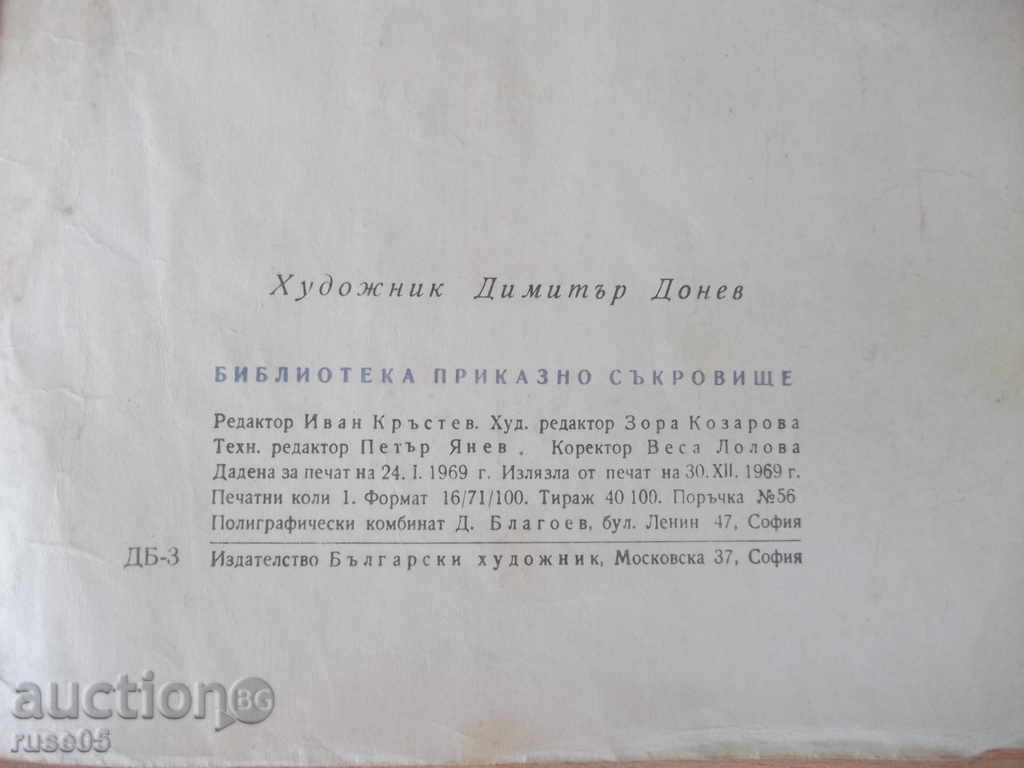 Художник Димитър Донев
БИБЛИОТЕКА ПРИКАЗНО СЪКРОВИЩЕ
Редактор Иван Кръстев. Худ. редактор Зора Козарова
Техн. редактор Петър Янев. Коректор Веса Лолова
Дадена за печат на 24. I. 1969 г. Излязла от печат на 30. XII. 1969 г.
Печатни коли 1. Формат 16/71/100. Тираж 40 100. Поръчка №56
Полиграфически комбинат Д. Благоев, бул. Ленин 47, София
ДБ-3 Издателство Български художник, Московска 37, София
auction BG
ruse05